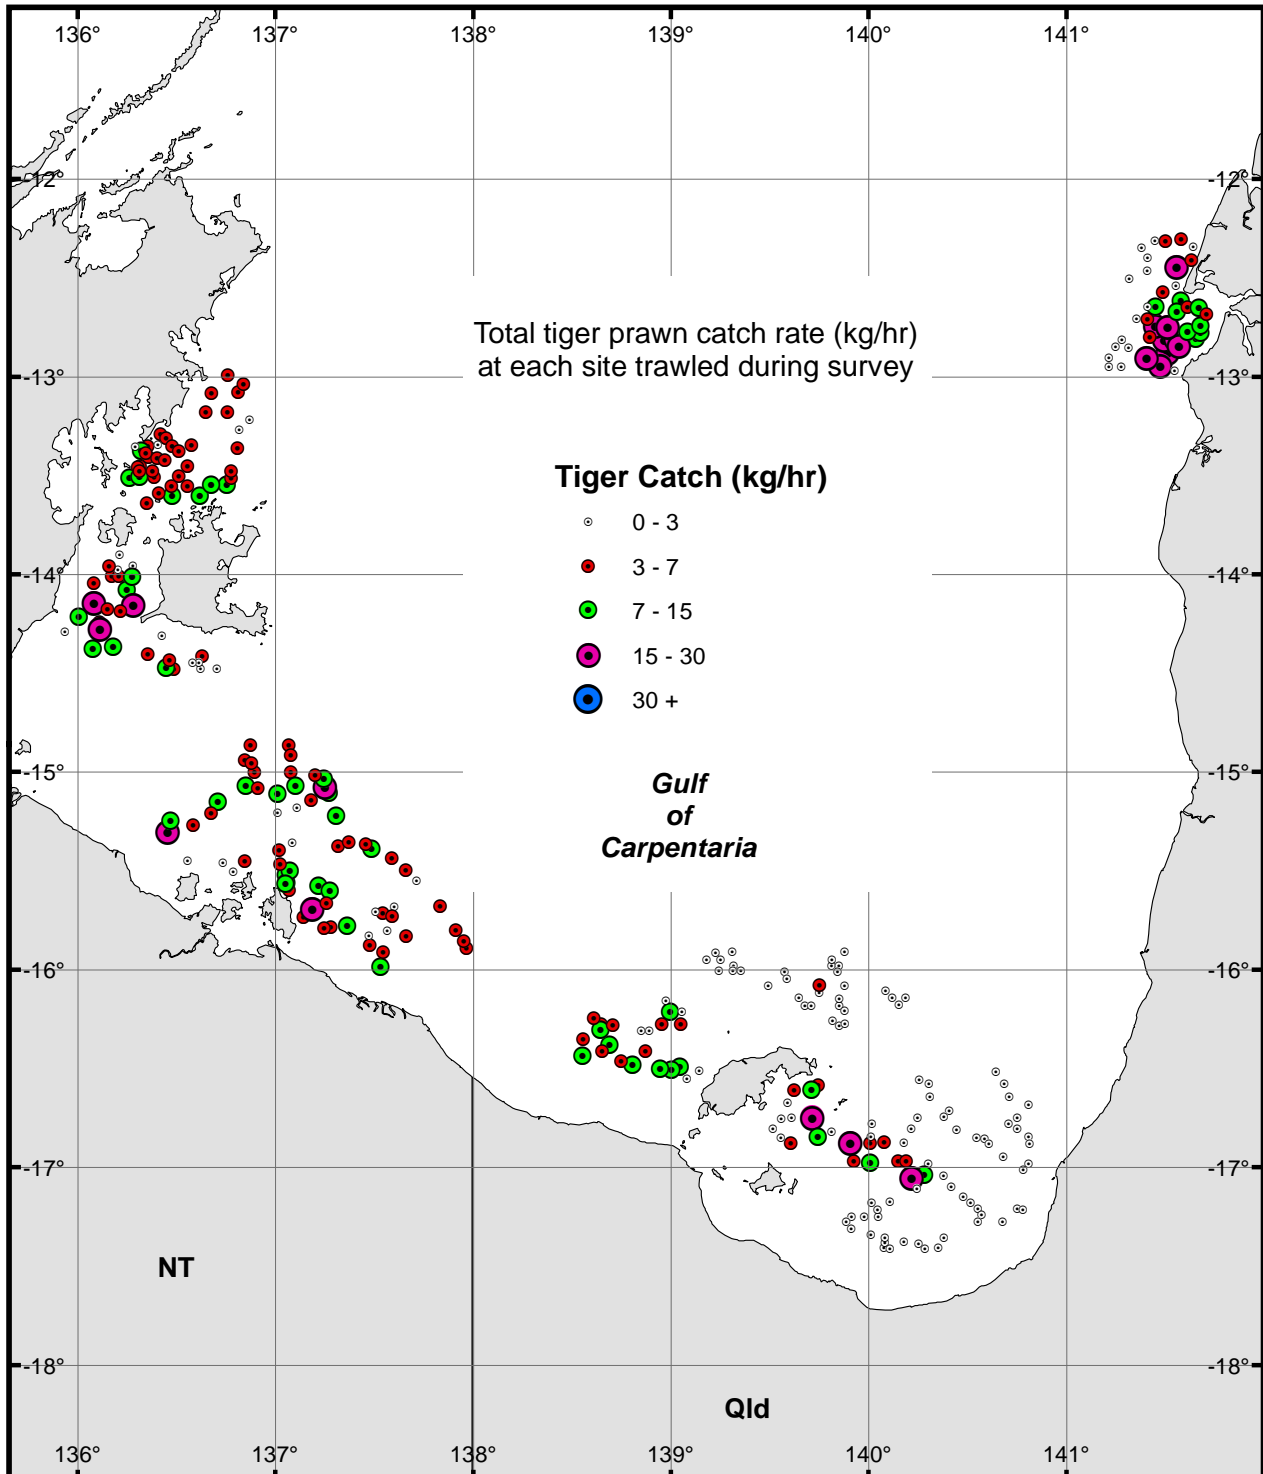 136° 137° 138° 139° 140° 141°
-12° -12°
Total tiger prawn catch rate (kg/hr)
at each site trawled during survey
-13° -13°
Tiger Catch (kg/hr)
0 - 3
3 - 7
-14° -14°
7 - 15
15 - 30
30 +
-15° -15°
Gulf
of
Carpentaria
-16° -16°
-17° -17°
NT
-18° -18°
Qld
136° 137° 138° 139° 140° 141°